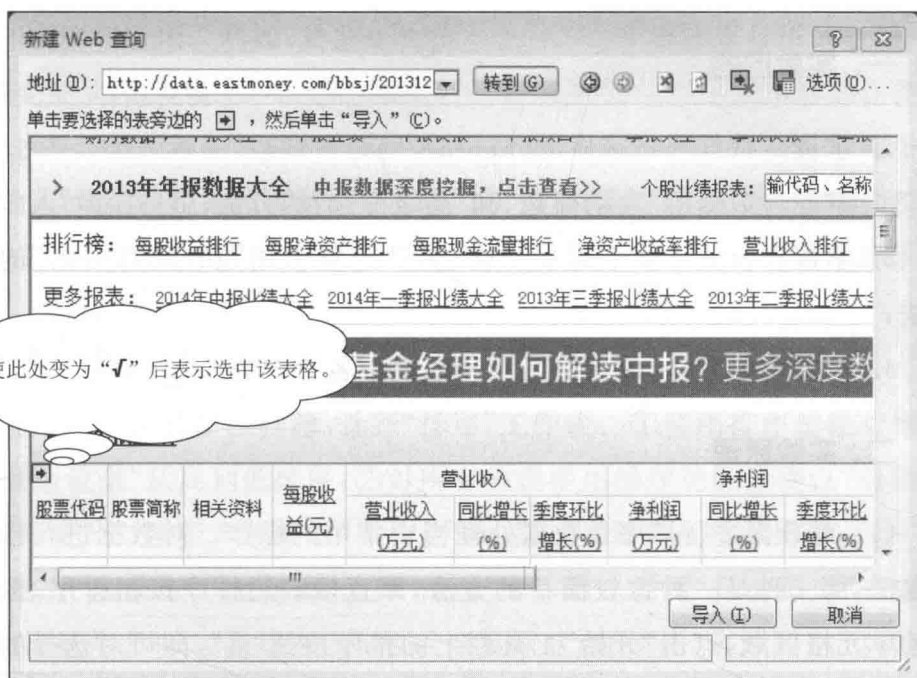 新建 Web 查询
地址(D): http://data.eastmoney.com/bbsj/201312 转到(G) 选项(O)...
单击要选择的表旁边的 ，然后单击“导入”(C)。
> 2013年年报数据大全 中报数据深度挖掘，点击查看>> 个股业绩报表: 输代码、名称
排行榜: 每股收益排行 每股净资产排行 每股现金流量排行 净资产收益率排行 营业收入排行
更多报表: 2014年中报业绩大全 2014年一季报业绩大全 2013年三季报业绩大全 2013年二季报业绩大
此处变为“√”后表示选中该表格。
基金经理如何解读中报? 更多深度数
营业收入 净利润
股票代码 股票简称 相关资料 每股收益(元) 营业收入(万元) 同比增长(%) 季度环比增长(%) 净利润(万元) 同比增长(%) 季度环比增长(%)
导入(I) 取消